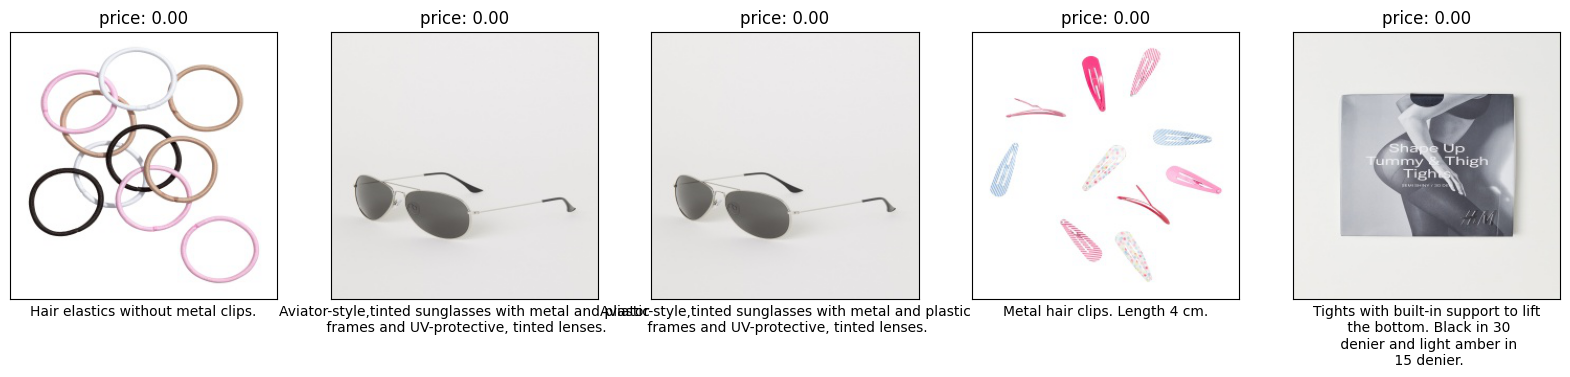 price: 0.00
price: 0.00
price: 0.00
price: 0.00
price: 0.00
Shape Up
Tummy & Thigh
Tights
H&M
Hair elastics without metal clips.
Aviator-style,tinted sunglasses with metal and plastic
frames and UV-protective, tinted lenses.
Aviator-style,tinted sunglasses with metal and plastic
frames and UV-protective, tinted lenses.
Metal hair clips. Length 4 cm.
Tights with built-in support to lift
the bottom. Black in 30
denier and light amber in
15 denier.